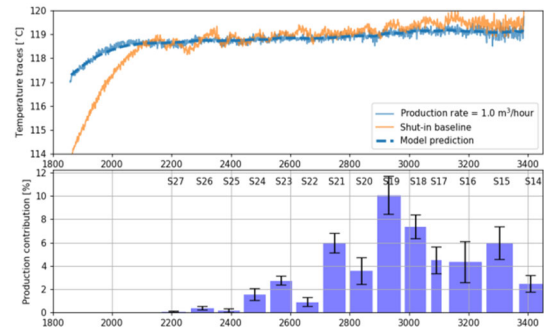 120
119
118
117
116
115
114
Temperature traces [°C]
Production rate = 1.0 m³/hour
Shut-in baseline
Model prediction
1800 2000 2200 2400 2600 2800 3000 3200 3400
12
10
8
6
4
2
0
Production contribution [%]
S27 S26 S25 S24 S23 S22 S21 S20 S19 S18 S17 S16 S15 S14
1800 2000 2200 2400 2600 2800 3000 3200 3400